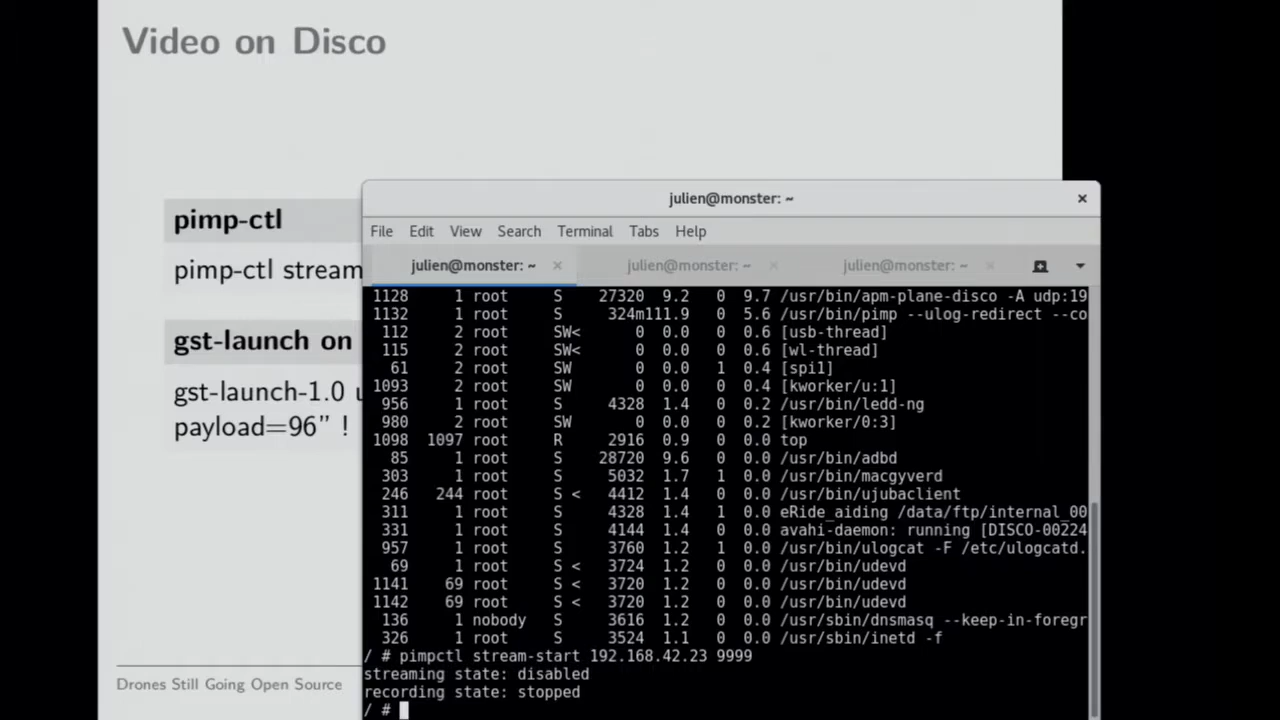 Video on Disco
pimp-ctl
pimp-ctl stream
gst-launch on
gst-launch-1.0 u
payload=96" !
Drones Still Going Open Source
julien@monster: ~
File Edit View Search Terminal Tabs Help
julien@monster: ~ julien@monster: ~ julien@monster: ~
1128 1 root S 27320 9.2 0 9.7 /usr/bin/apm-plane-disco -A udp:19
1132 1 root S 324m111.9 0 5.6 /usr/bin/pimp --ulog-redirect --co
112 2 root SW< 0 0.0 0 0.6 [usb-thread]
115 2 root SW< 0 0.0 0 0.6 [wl-thread]
61 2 root SW 0 0.0 1 0.4 [spi1]
1093 2 root SW 0 0.0 0 0.4 [kworker/u:1]
956 1 root S 4328 1.4 0 0.2 /usr/bin/ledd-ng
980 2 root SW 0 0.0 0 0.2 [kworker/0:3]
1098 1097 root R 2916 0.9 0 0.0 top
85 1 root S 28720 9.6 0 0.0 /usr/bin/adbd
303 1 root S 5032 1.7 1 0.0 /usr/bin/macgyverd
246 244 root S < 4412 1.4 0 0.0 /usr/bin/ujubaclient
311 1 root S 4328 1.4 1 0.0 eRide_aiding /data/ftp/internal_00
331 1 root S 4144 1.4 0 0.0 avahi-daemon: running [DISCO-00224
957 1 root S 3760 1.2 1 0.0 /usr/bin/ulogcat -F /etc/ulogcatd.
69 1 root S < 3724 1.2 0 0.0 /usr/bin/udevd
1141 69 root S < 3720 1.2 0 0.0 /usr/bin/udevd
1142 69 root S < 3720 1.2 0 0.0 /usr/bin/udevd
136 1 nobody S 3616 1.2 0 0.0 /usr/sbin/dnsmasq --keep-in-foregr
326 1 root S 3524 1.1 0 0.0 /usr/sbin/inetd -f
/ # pimpctl stream-start 192.168.42.23 9999
streaming state: disabled
recording state: stopped
/ #